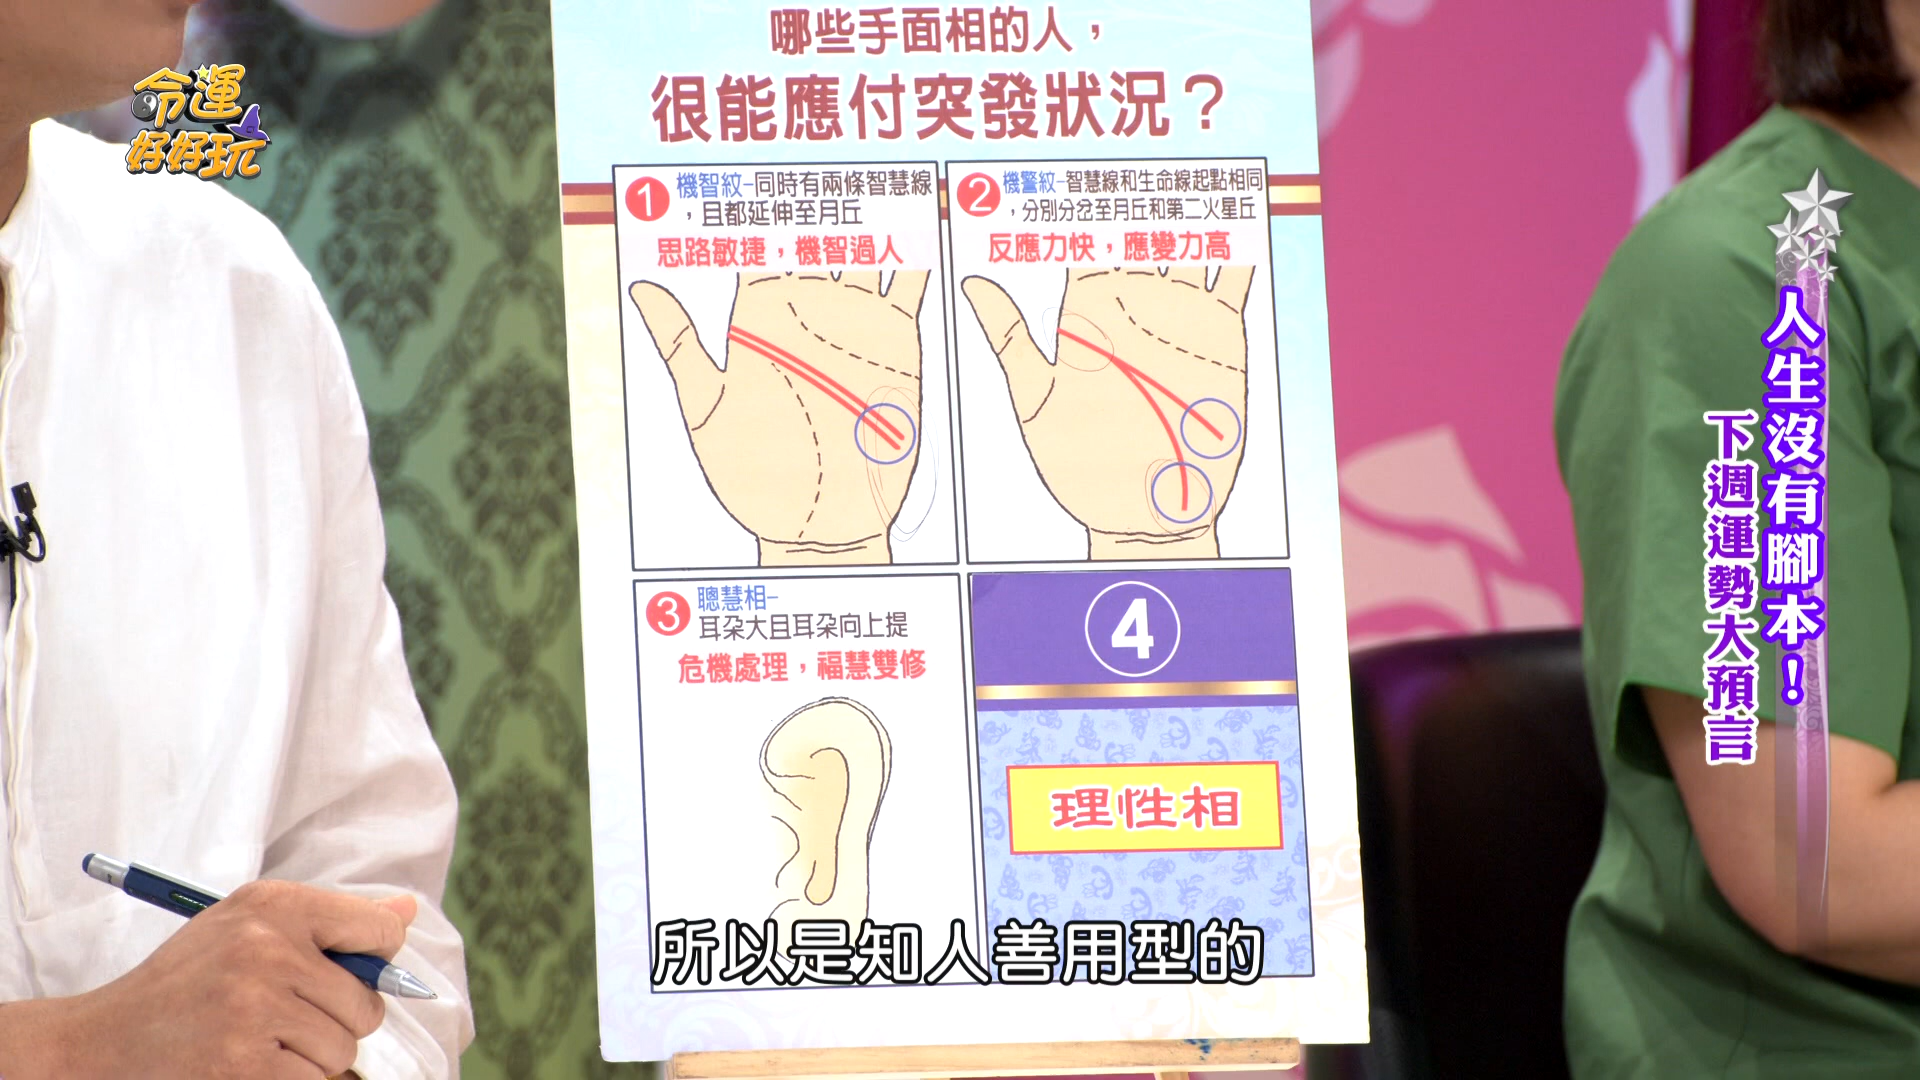 命運
好好玩
哪些手面相的人，
很能應付突發狀況？
1 機智紋-同時有兩條智慧線
，且都延伸至月丘
思路敏捷，機智過人
2 機警紋-智慧線和生命線起點相同
，分別分岔至月丘和第二火星丘
反應力快，應變力高
3 聰慧相-
耳朵大且耳朵向上提
危機處理，福慧雙修
4
理性相
人生沒有腳本！
下週運勢大預言
所以是知人善用型的